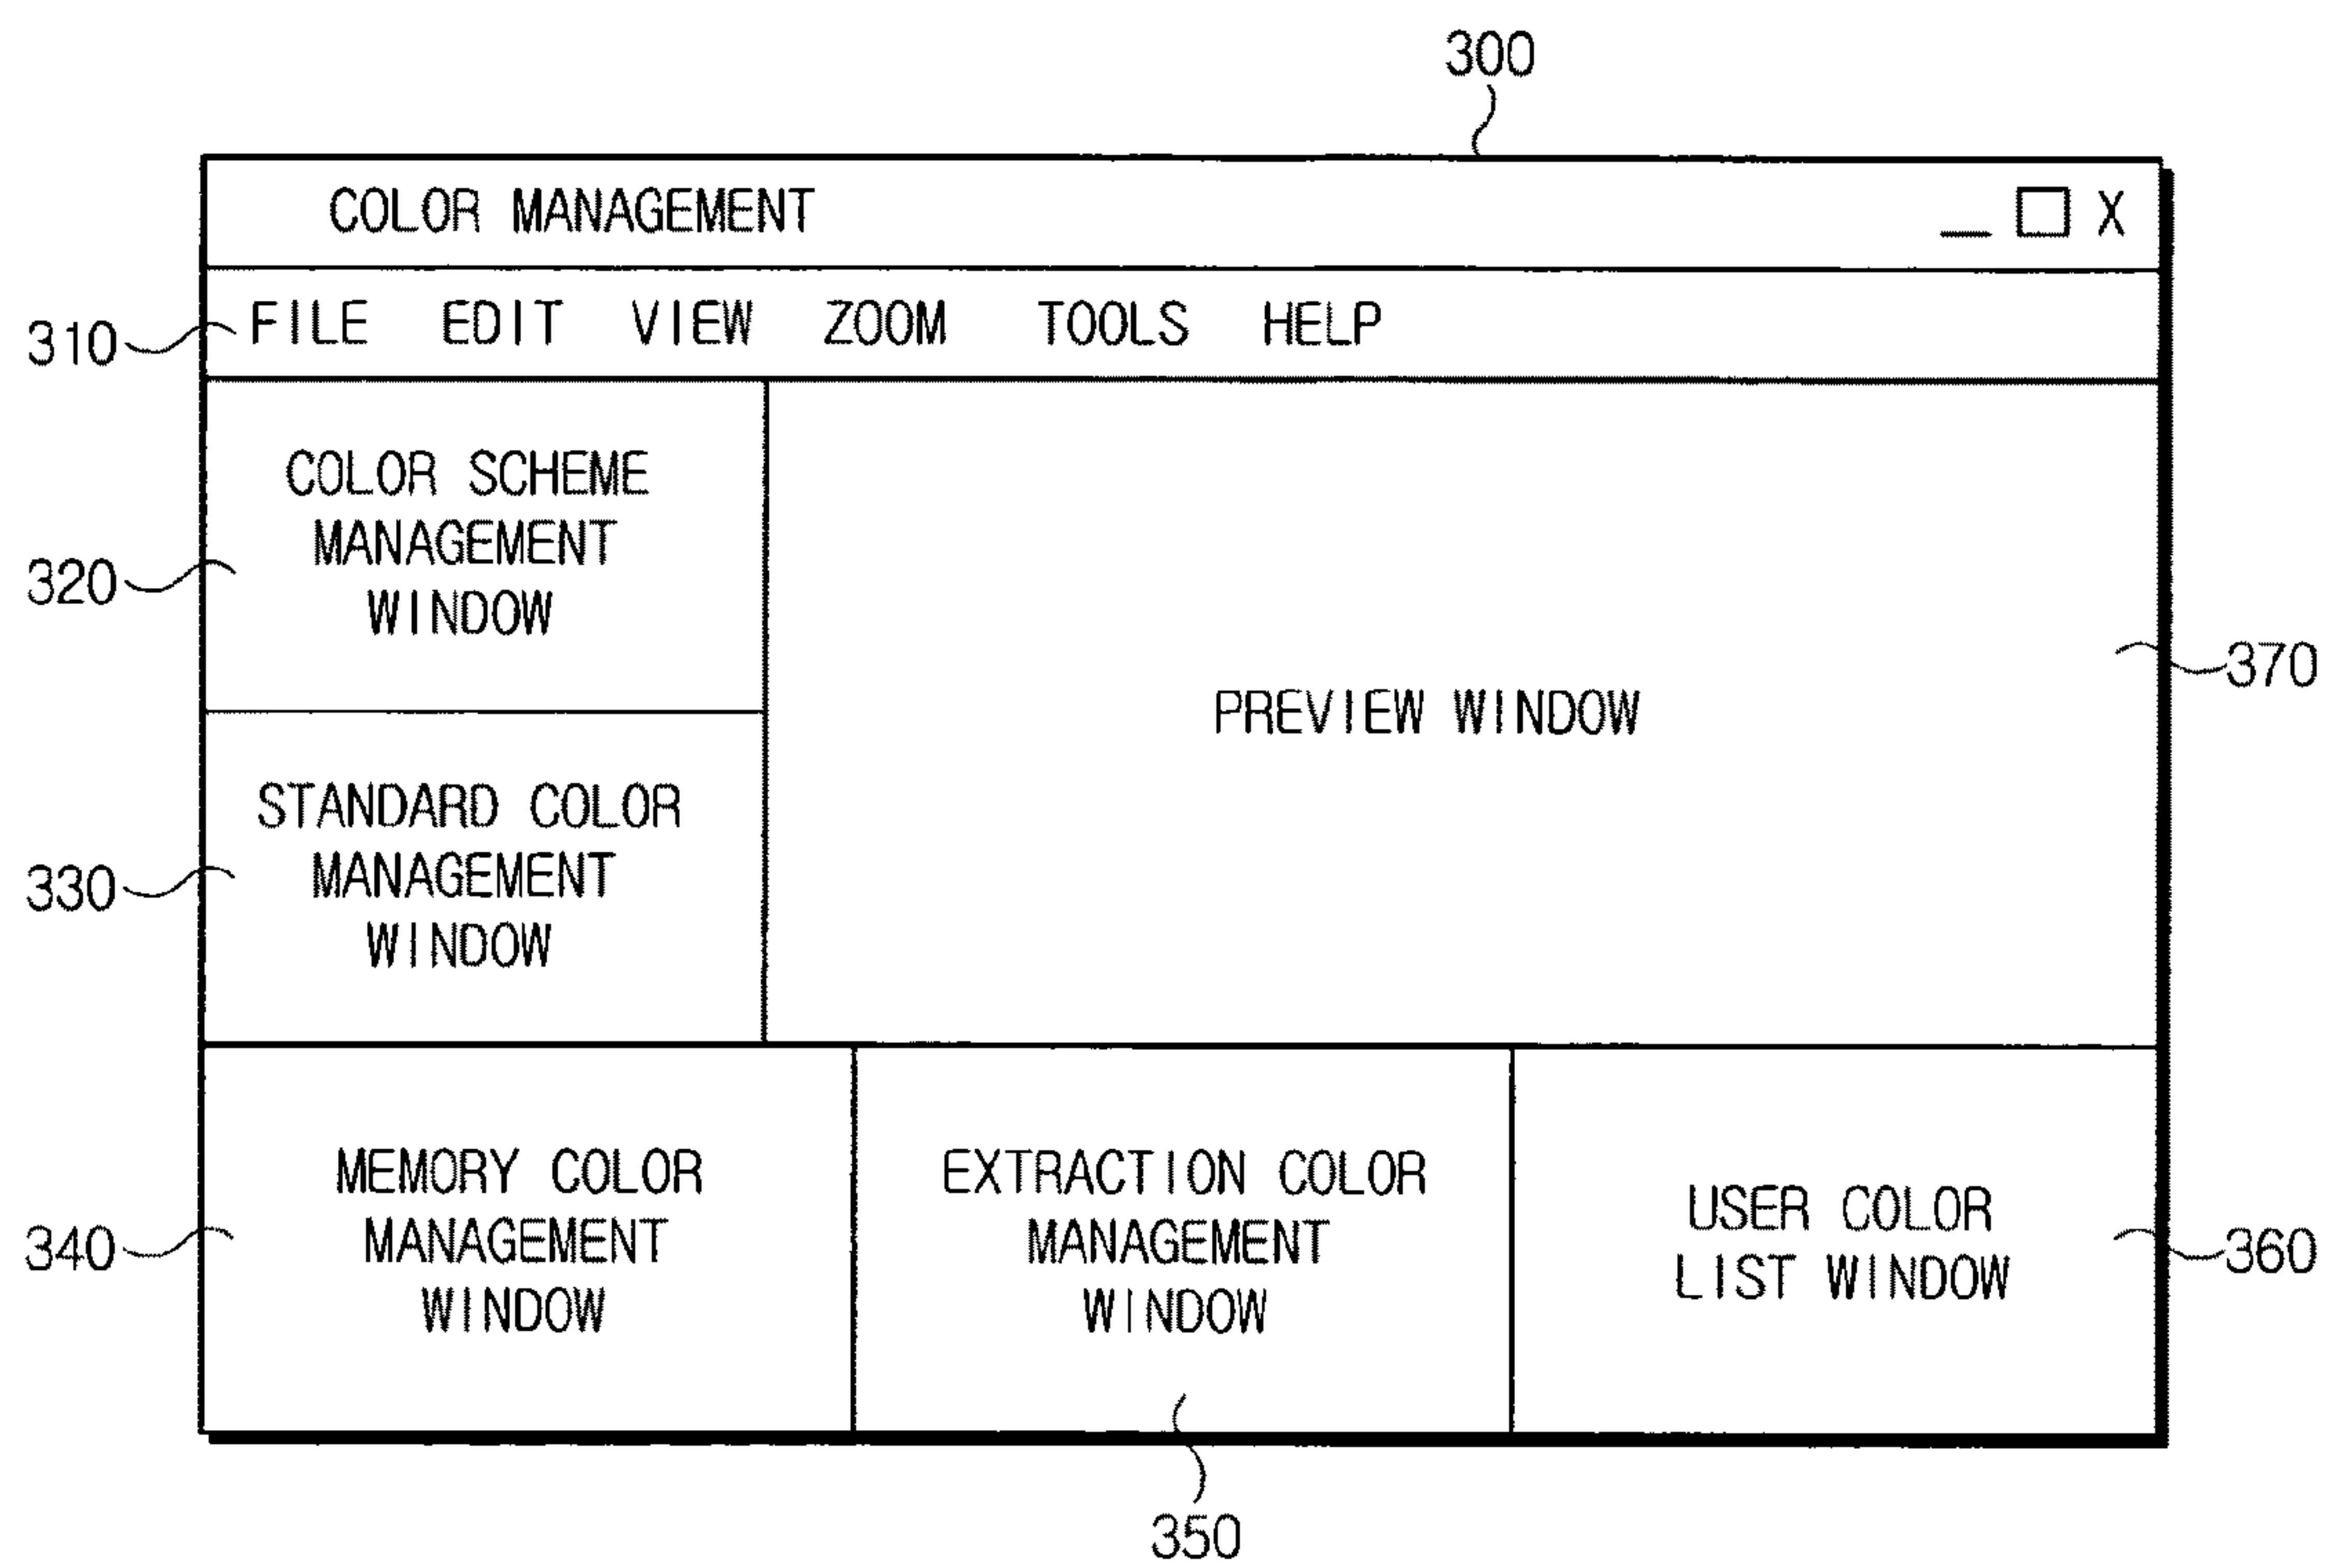 300
COLOR MANAGEMENT _ □ X
310 FILE EDIT VIEW ZOOM TOOLS HELP
320
COLOR SCHEME
MANAGEMENT
WINDOW
330
STANDARD COLOR
MANAGEMENT
WINDOW
PREVIEW WINDOW
370
340
MEMORY COLOR
MANAGEMENT
WINDOW
EXTRACTION COLOR
MANAGEMENT
WINDOW
350
USER COLOR
LIST WINDOW
360